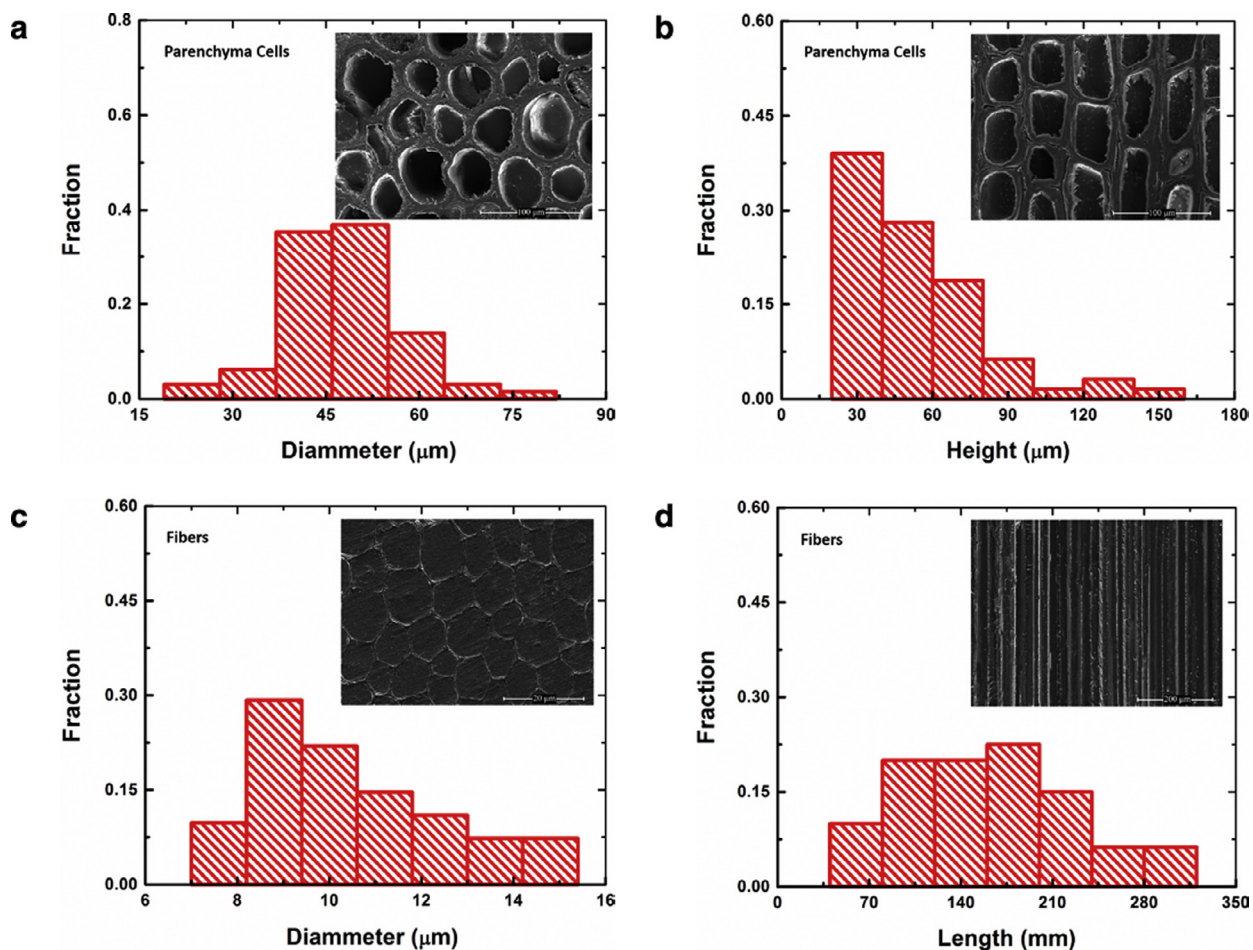 a
Parenchyma Cells
0.8
0.6
0.4
0.2
0.0
Fraction
100 μm
15 30 45 60 75 90
Diammeter (μm)
b
Parenchyma Cells
0.60
0.45
0.30
0.15
0.00
Fraction
100 μm
0 30 60 90 120 150 180
Height (μm)
c
Fibers
0.60
0.45
0.30
0.15
0.00
Fraction
20 μm
6 8 10 12 14 16
Diammeter (μm)
d
Fibers
0.60
0.45
0.30
0.15
0.00
Fraction
200 μm
0 70 140 210 280 350
Length (mm)